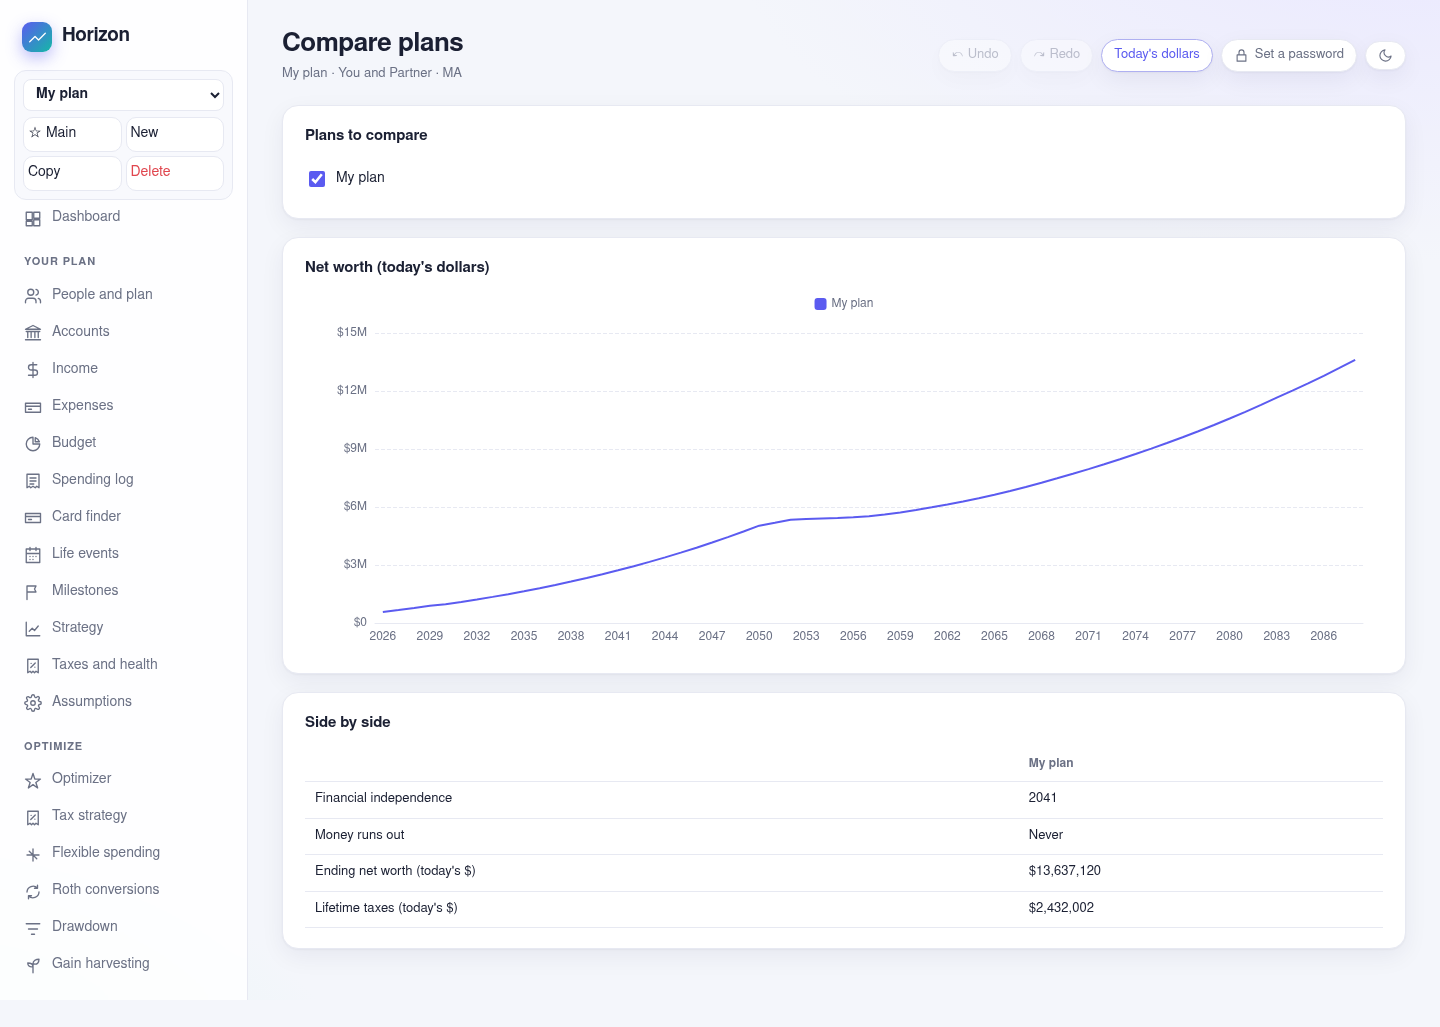 Horizon
My plan
☆ Main
New
Copy
Delete
Dashboard
YOUR PLAN
People and plan
Accounts
Income
Expenses
Budget
Spending log
Card finder
Life events
Milestones
Strategy
Taxes and health
Assumptions
OPTIMIZE
Optimizer
Tax strategy
Flexible spending
Roth conversions
Drawdown
Gain harvesting
Compare plans
My plan · You and Partner · MA
Undo
Redo
Today's dollars
Set a password
Plans to compare
My plan
Net worth (today's dollars)
My plan
$15M
$12M
$9M
$6M
$3M
$0
2026 2029 2032 2035 2038 2041 2044 2047 2050 2053 2056 2059 2062 2065 2068 2071 2074 2077 2080 2083 2086
Side by side
My plan
Financial independence 2041
Money runs out Never
Ending net worth (today's $) $13,637,120
Lifetime taxes (today's $) $2,432,002